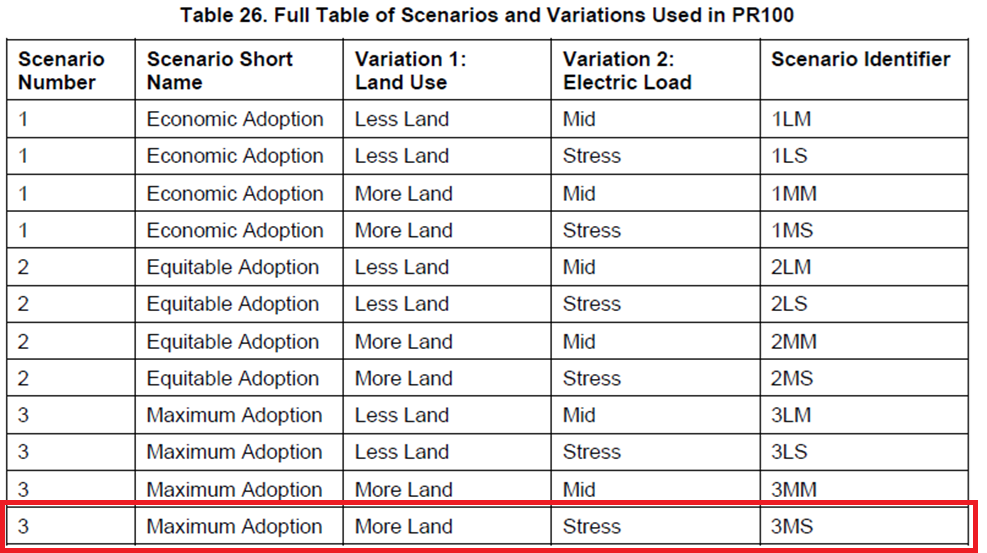 Table 26. Full Table of Scenarios and Variations Used in PR100
Scenario Number Scenario Short Name Variation 1: Land Use Variation 2: Electric Load Scenario Identifier
1 Economic Adoption Less Land Mid 1LM
1 Economic Adoption Less Land Stress 1LS
1 Economic Adoption More Land Mid 1MM
1 Economic Adoption More Land Stress 1MS
2 Equitable Adoption Less Land Mid 2LM
2 Equitable Adoption Less Land Stress 2LS
2 Equitable Adoption More Land Mid 2MM
2 Equitable Adoption More Land Stress 2MS
3 Maximum Adoption Less Land Mid 3LM
3 Maximum Adoption Less Land Stress 3LS
3 Maximum Adoption More Land Mid 3MM
3 Maximum Adoption More Land Stress 3MS